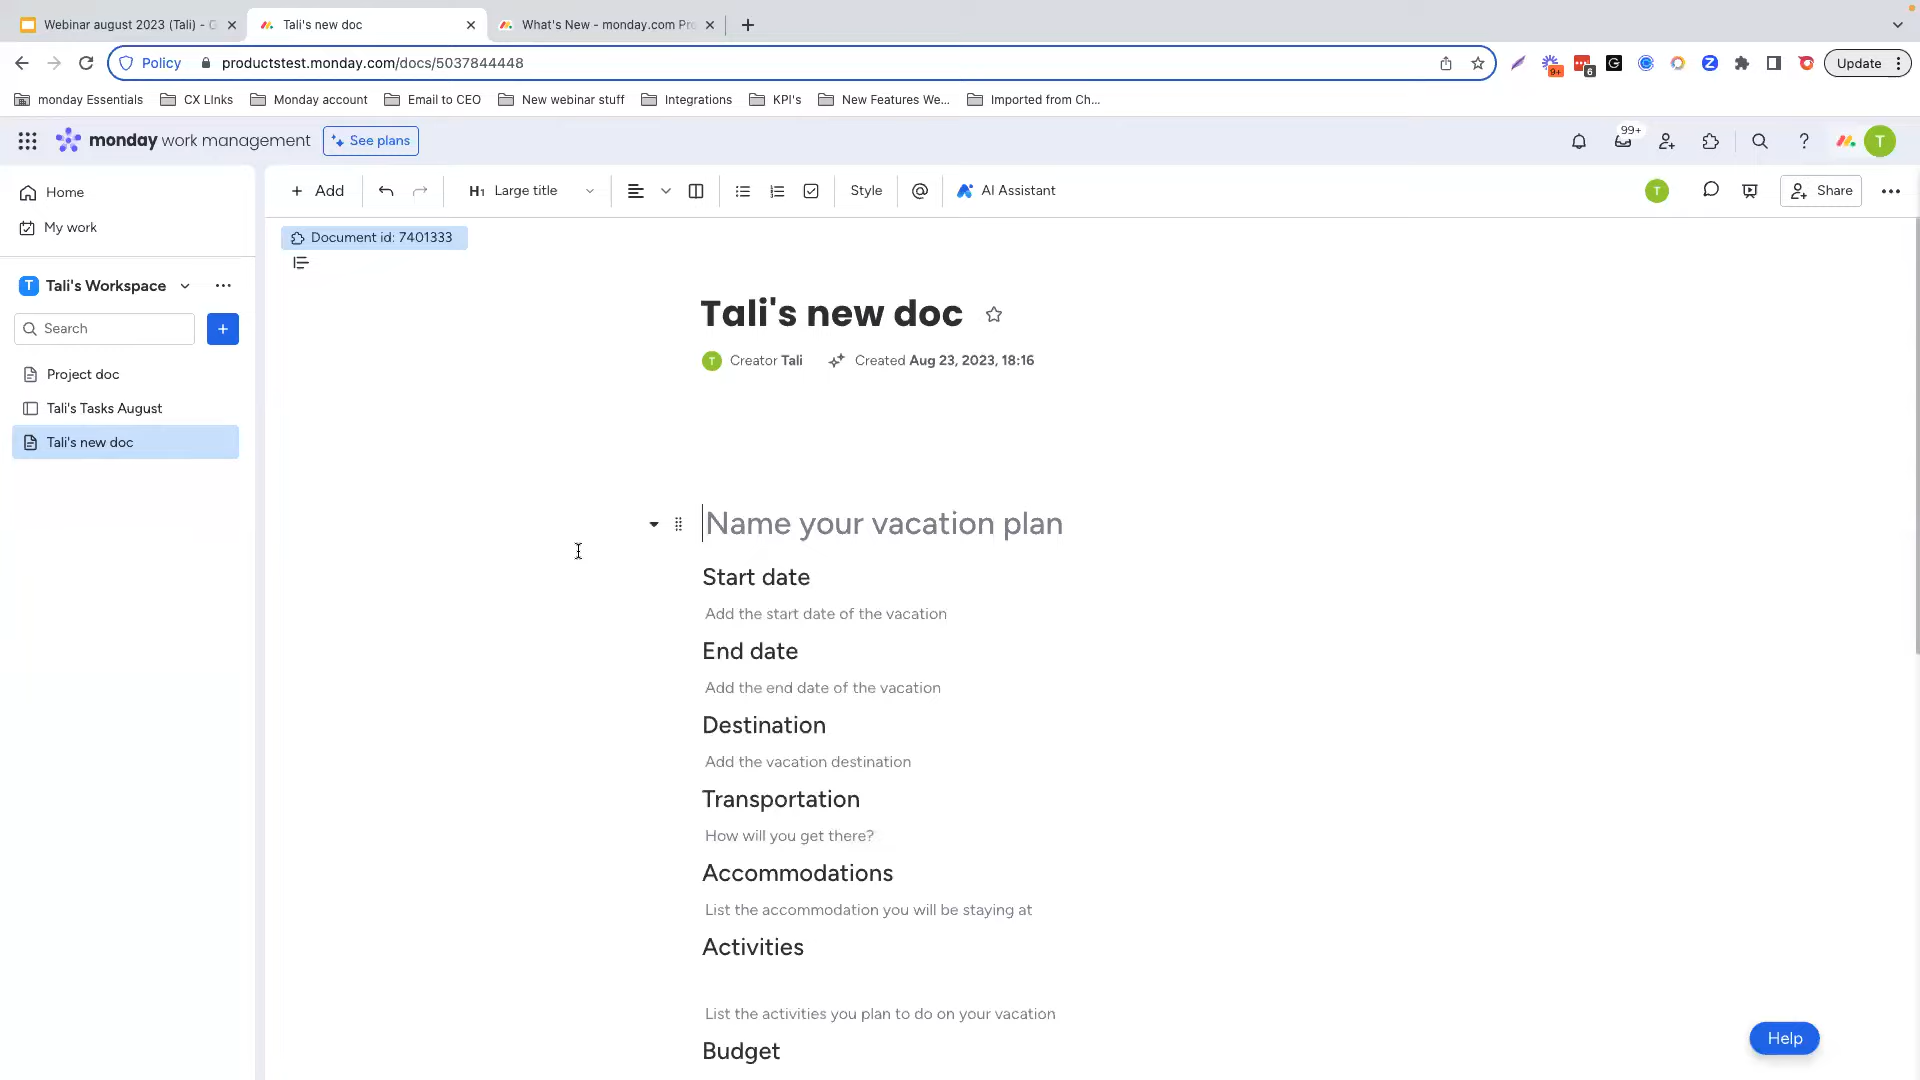 Webinar august 2023 (Tali) - G
Tali's new doc
What's New - monday.com Pro
Policy
productstest.monday.com/docs/5037844448
9+
6
Update
monday Essentials
CX LInks
Monday account
Email to CEO
New webinar stuff
Integrations
KPI's
New Features We...
Imported from Ch...
monday work management
See plans
99+
T
Home
My work
T Tali's Workspace
Search
Project doc
Tali's Tasks August
Tali's new doc
Add
H1 Large title
Style
AI Assistant
T
Share
Document id: 7401333
Tali's new doc
T Creator Tali
Created Aug 23, 2023, 18:16
Name your vacation plan
Start date
Add the start date of the vacation
End date
Add the end date of the vacation
Destination
Add the vacation destination
Transportation
How will you get there?
Accommodations
List the accommodation you will be staying at
Activities
List the activities you plan to do on your vacation
Budget
Help